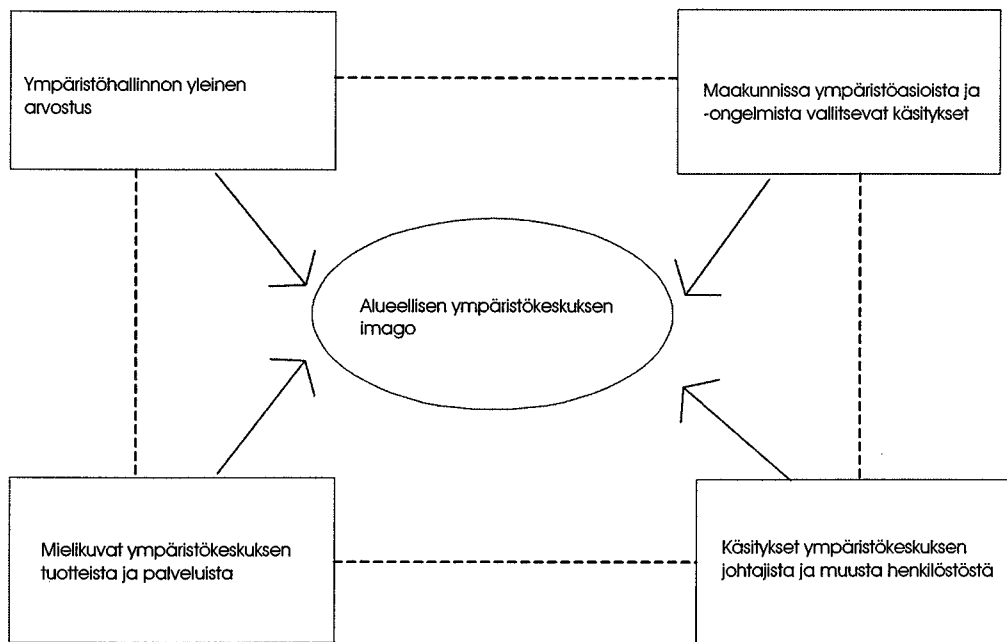 Ympäristöhallinnon yleinen
arvostus
Maakunnissa ympäristöasioista ja
-ongelmista vallitsevat käsitykset
Alueellisen ympäristökeskuksen
imago
Mielikuvat ympäristökeskuksen
tuotteista ja palveluista
Käsitykset ympäristökeskuksen
johtajista ja muusta henkilöstöstä